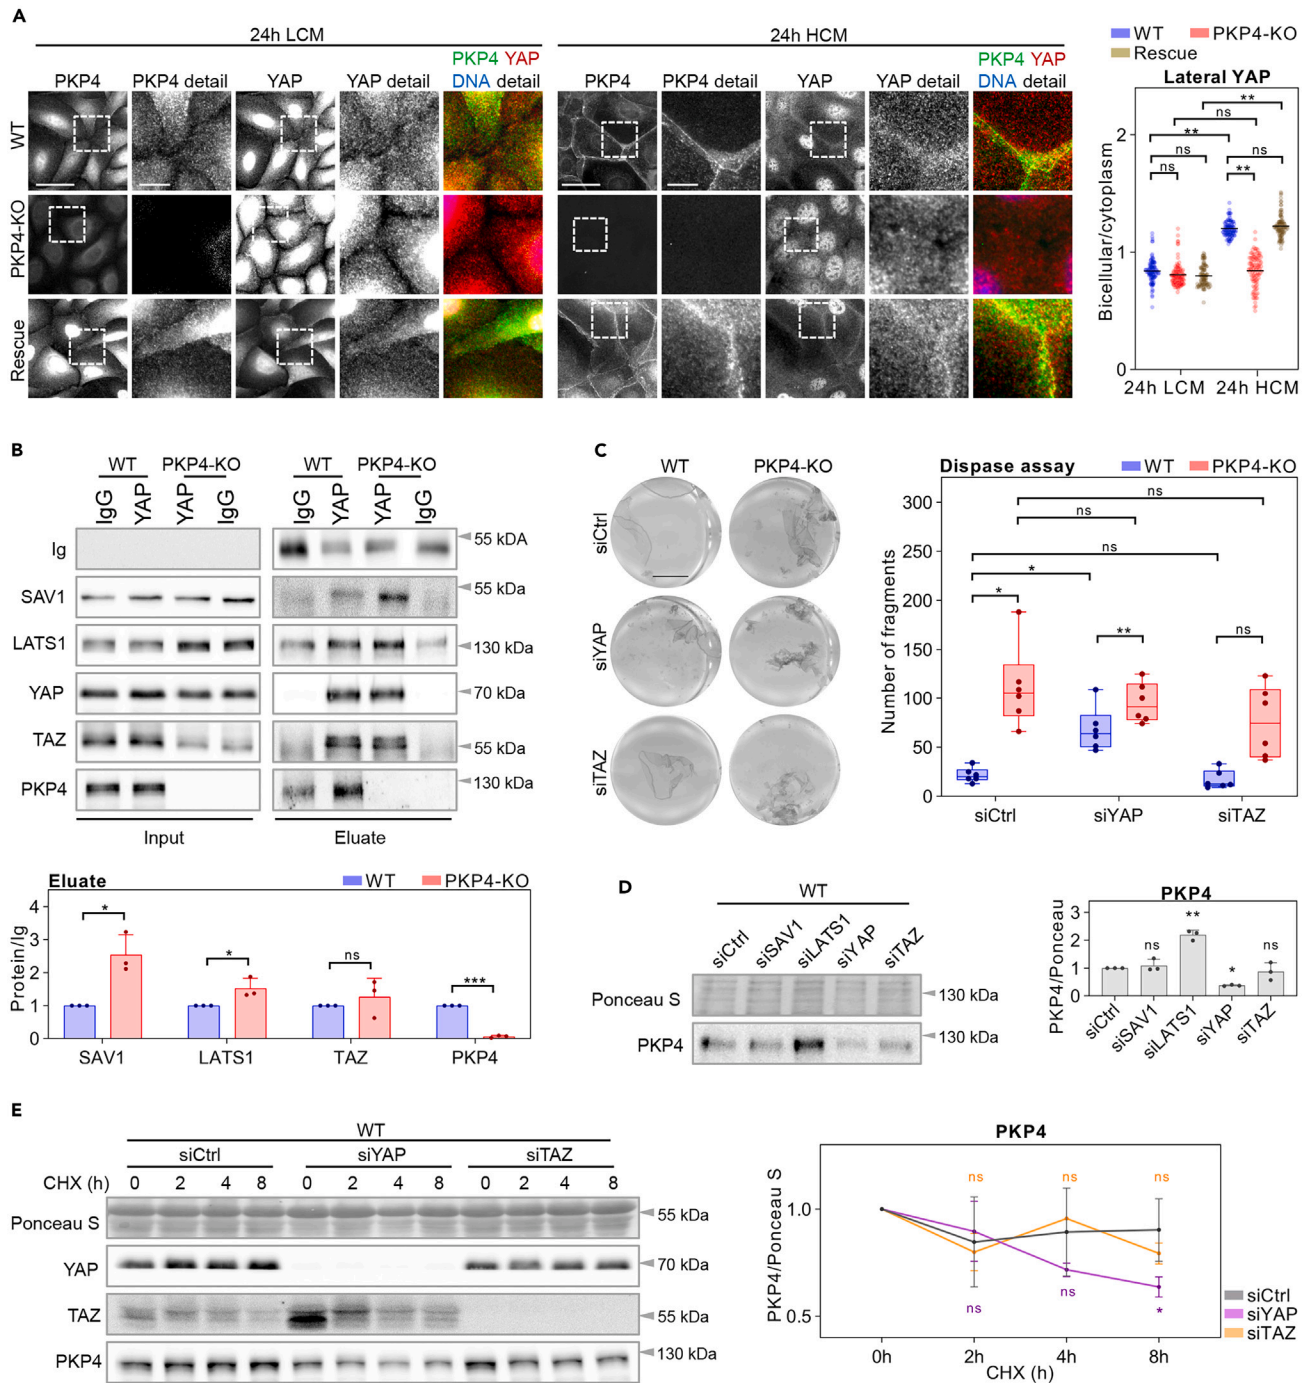 A
24h LCM
24h HCM
PKP4 YAP
PKP4 PKP4 detail YAP YAP detail DNA detail
PKP4 YAP
PKP4 PKP4 detail YAP YAP detail DNA detail
WT
PKP4-KO
Rescue
WT PKP4-KO
Rescue
Lateral YAP
Bicellular/cytoplasm
2
1
0
**
ns
**
ns
ns
ns
**
ns
24h LCM 24h HCM
B
WT PKP4-KO
IgG YAP YAP IgG
WT PKP4-KO
IgG YAP YAP IgG
Ig
55 kDA
SAV1
55 kDa
LATS1
130 kDa
YAP
70 kDa
TAZ
55 kDa
PKP4
130 kDa
Input
Eluate
Eluate
WT PKP4-KO
Protein/Ig
4
2
1
0
*
*
ns
***
SAV1 LATS1 TAZ PKP4
C
WT PKP4-KO
siCtrl
siYAP
siTAZ
Dispase assay
WT PKP4-KO
Number of fragments
300
250
200
150
100
50
0
ns
ns
ns
*
*
**
ns
siCtrl siYAP siTAZ
D
WT
siCtrl siSAV1 siLATS1 siYAP siTAZ
Ponceau S
130 kDa
PKP4
130 kDa
PKP4
PKP4/Ponceau
3
2
1
0
ns
**
*
ns
siCtrl siSAV1 siLATS1 siYAP siTAZ
E
WT
siCtrl siYAP siTAZ
CHX (h) 0 2 4 8 0 2 4 8 0 2 4 8
Ponceau S
55 kDa
YAP
70 kDa
TAZ
55 kDa
PKP4
130 kDa
PKP4
PKP4/Ponceau S
1.0
0.5
ns ns ns
ns ns *
0h 2h 4h 8h
CHX (h)
siCtrl
siYAP
siTAZ